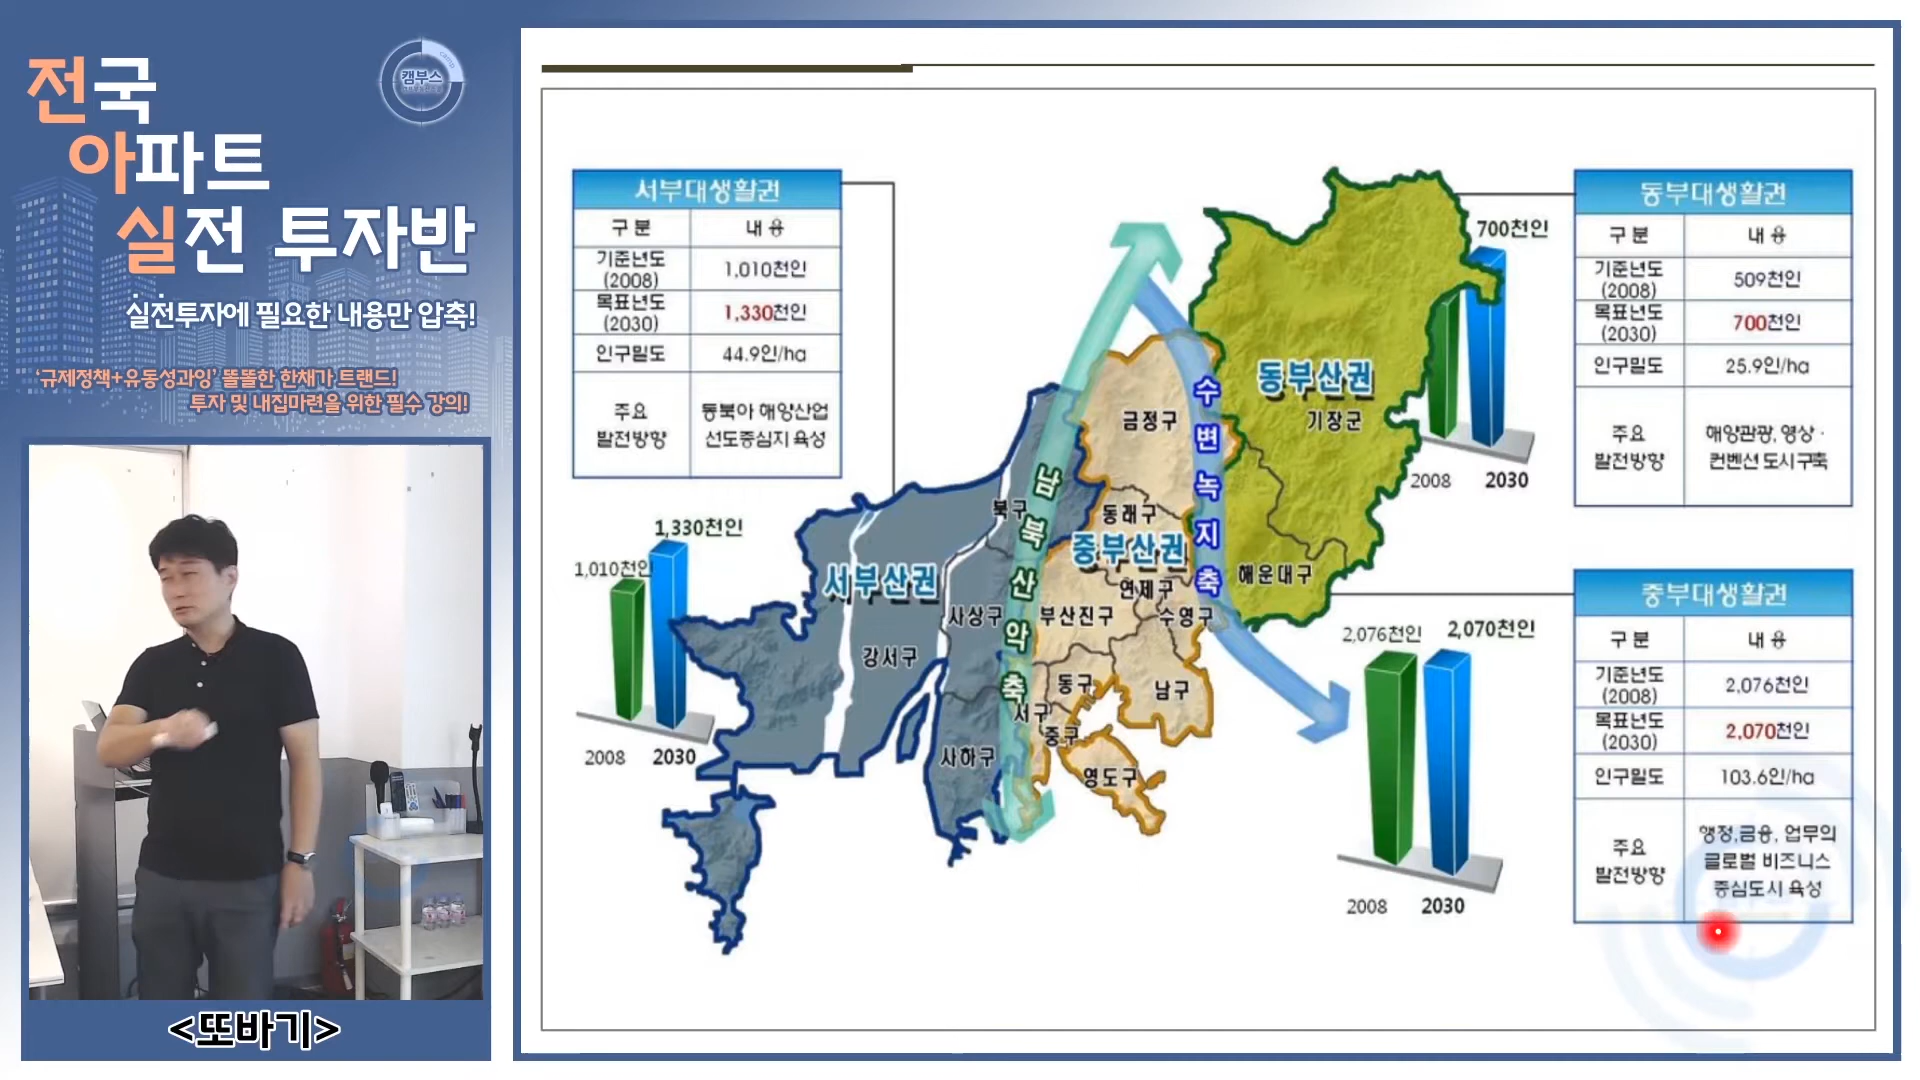 전국
아파트
실전 투자반
실전투자에 필요한 내용만 압축!
‘규제정책+유동성과잉’ 똘똘한 한채가 트랜드!
투자 및 내집마련을 위한 필수 강의!
캠부스
camp
<또바기>
서부대생활권
구 분 내 용
기준년도
(2008) 1,010천인
목표년도
(2030) 1,330천인
인구밀도 44.9인/ha
주요
발전방향
동북아 해양산업
선도중심지 육성
1,330천인
1,010천인
2008 2030
동부대생활권
구 분 내 용
기준년도
(2008) 509천인
목표년도
(2030) 700천인
인구밀도 25.9인/ha
주요
발전방향
해양관광, 영상·
컨벤션 도시구축
700천인
2008 2030
중부대생활권
구 분 내 용
기준년도
(2008) 2,076천인
목표년도
(2030) 2,070천인
인구밀도 103.6인/ha
주요
발전방향
행정,금융, 업무의
글로벌 비즈니스
중심도시 육성
2,076천인 2,070천인
2008 2030
남북산악축
수변녹지축
동부산권
기장군
해운대구
중부산권
금정구
동래구
연제구
부산진구
수영구
동구
남구
서구
중구
영도구
서부산권
북구
사상구
강서구
사하구